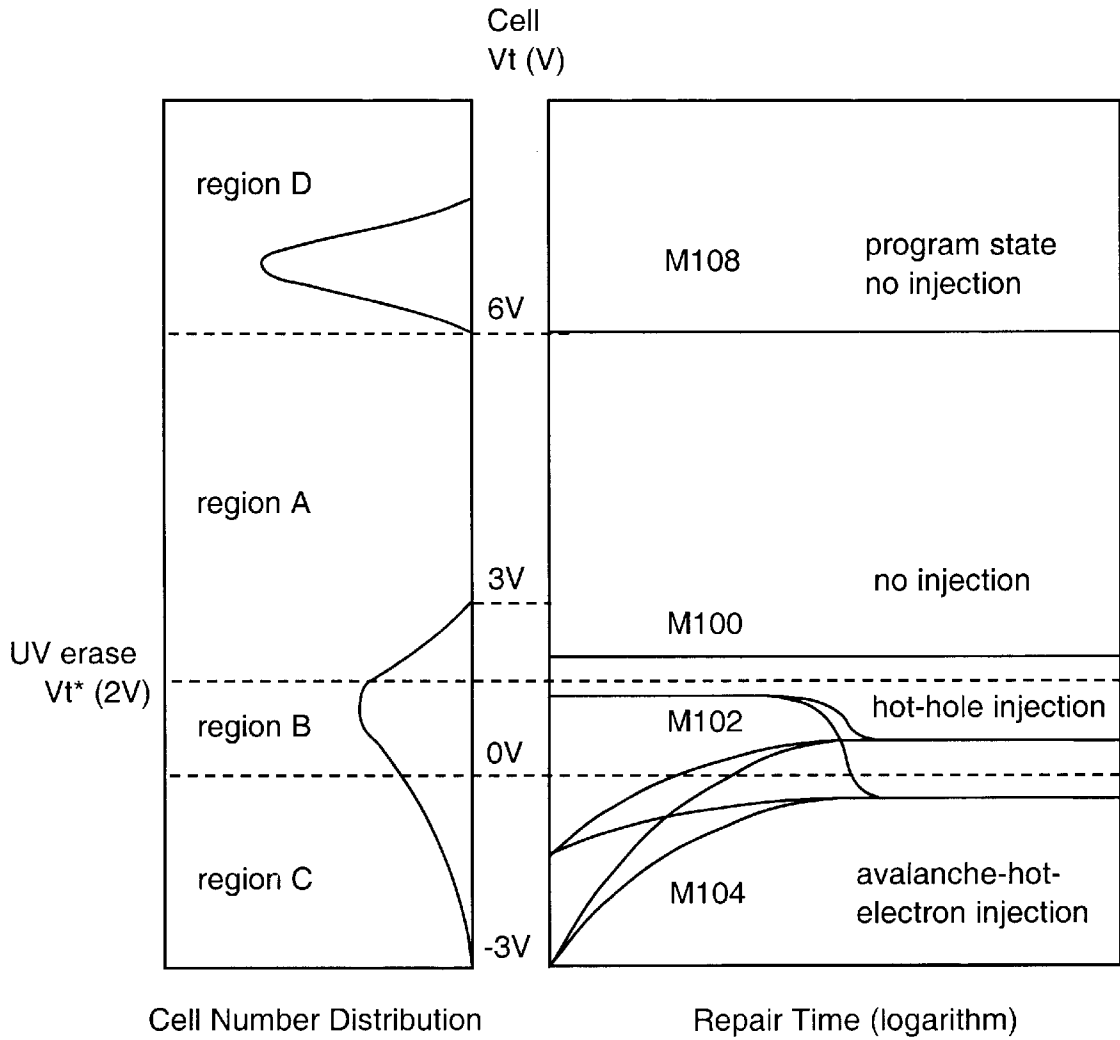 Cell
Vt (V)
region D
M108
program state
no injection
6V
region A
3V
no injection
M100
UV erase
Vt* (2V)
region B
M102
hot-hole injection
0V
region C
M104
avalanche-hot-
electron injection
-3V
Cell Number Distribution
Repair Time (logarithm)